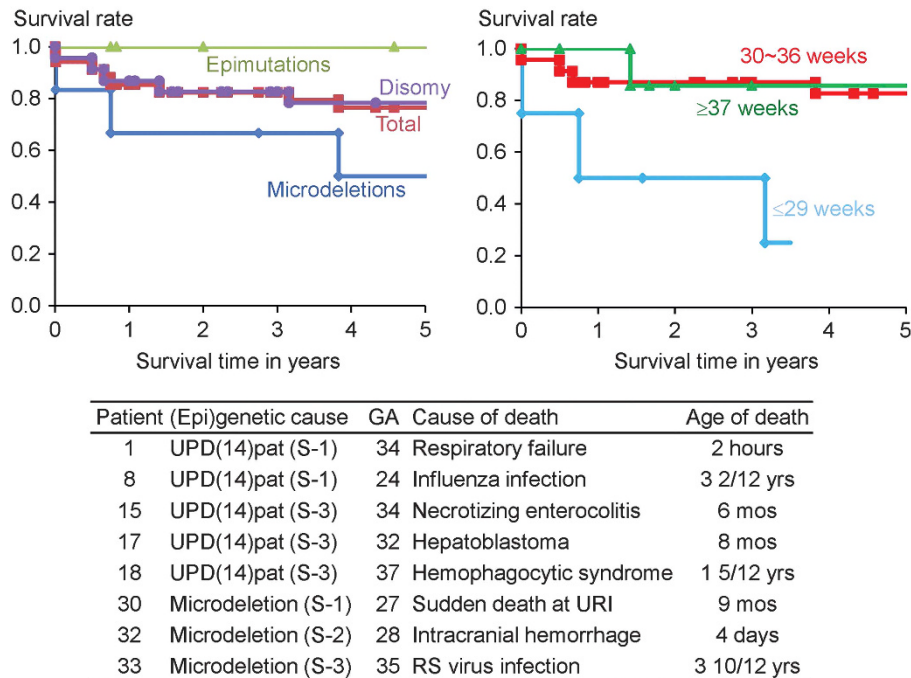 Survival rate
1.0
0.8
0.6
0.4
0.2
0.0
Epimutations
Disomy
Total
Microdeletions
0 1 2 3 4 5
Survival time in years
Survival rate
1.0
0.8
0.6
0.4
0.2
0.0
30~36 weeks
≥37 weeks
≤29 weeks
0 1 2 3 4 5
Survival time in years
Patient (Epi)genetic cause GA Cause of death Age of death
1 UPD(14)pat (S-1) 34 Respiratory failure 2 hours
8 UPD(14)pat (S-1) 24 Influenza infection 3 2/12 yrs
15 UPD(14)pat (S-3) 34 Necrotizing enterocolitis 6 mos
17 UPD(14)pat (S-3) 32 Hepatoblastoma 8 mos
18 UPD(14)pat (S-3) 37 Hemophagocytic syndrome 1 5/12 yrs
30 Microdeletion (S-1) 27 Sudden death at URI 9 mos
32 Microdeletion (S-2) 28 Intracranial hemorrhage 4 days
33 Microdeletion (S-3) 35 RS virus infection 3 10/12 yrs